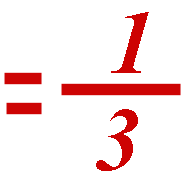 = 1/3